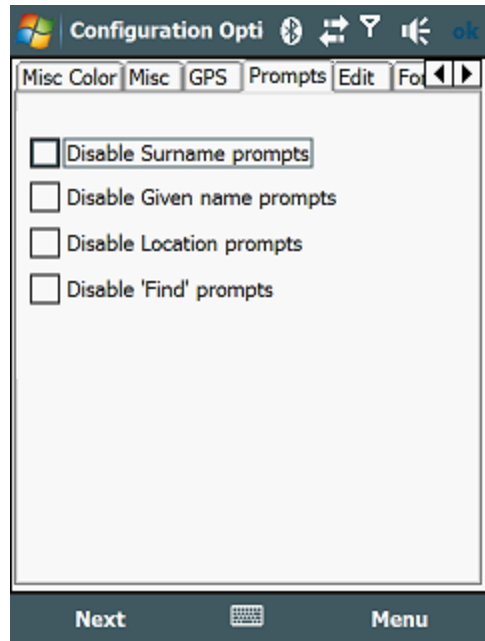 Configuration Opti ok
Misc Color Misc GPS Prompts Edit Fo
Disable Surname prompts
Disable Given name prompts
Disable Location prompts
Disable 'Find' prompts
Next Menu